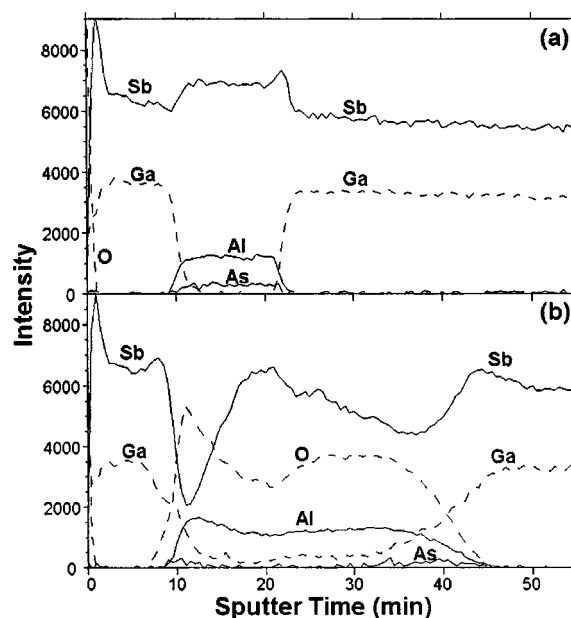 (a)
8000
Sb
Sb
6000
4000
Ga
Ga
2000
Al
O
As
0
Intensity
(b)
8000
Sb
Sb
6000
O
4000
Ga
Ga
2000
Al
As
0
0 10 20 30 40 50
Sputter Time (min)